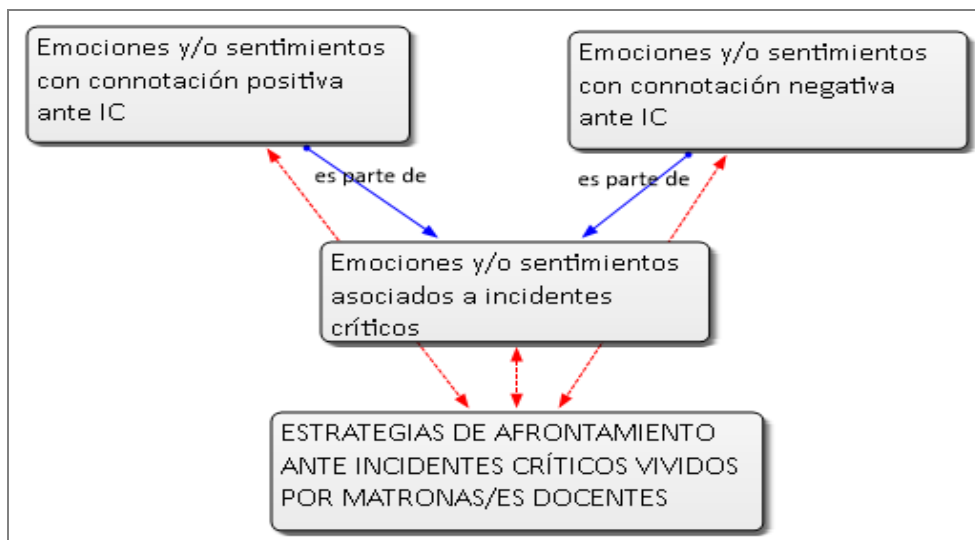 Emociones y/o sentimientos
con connotación positiva
ante IC
Emociones y/o sentimientos
con connotación negativa
ante IC
es parte de
es parte de
Emociones y/o sentimientos
asociados a incidentes
críticos
ESTRATEGIAS DE AFRONTAMIENTO
ANTE INCIDENTES CRÍTICOS VIVIDOS
POR MATRONAS/ES DOCENTES